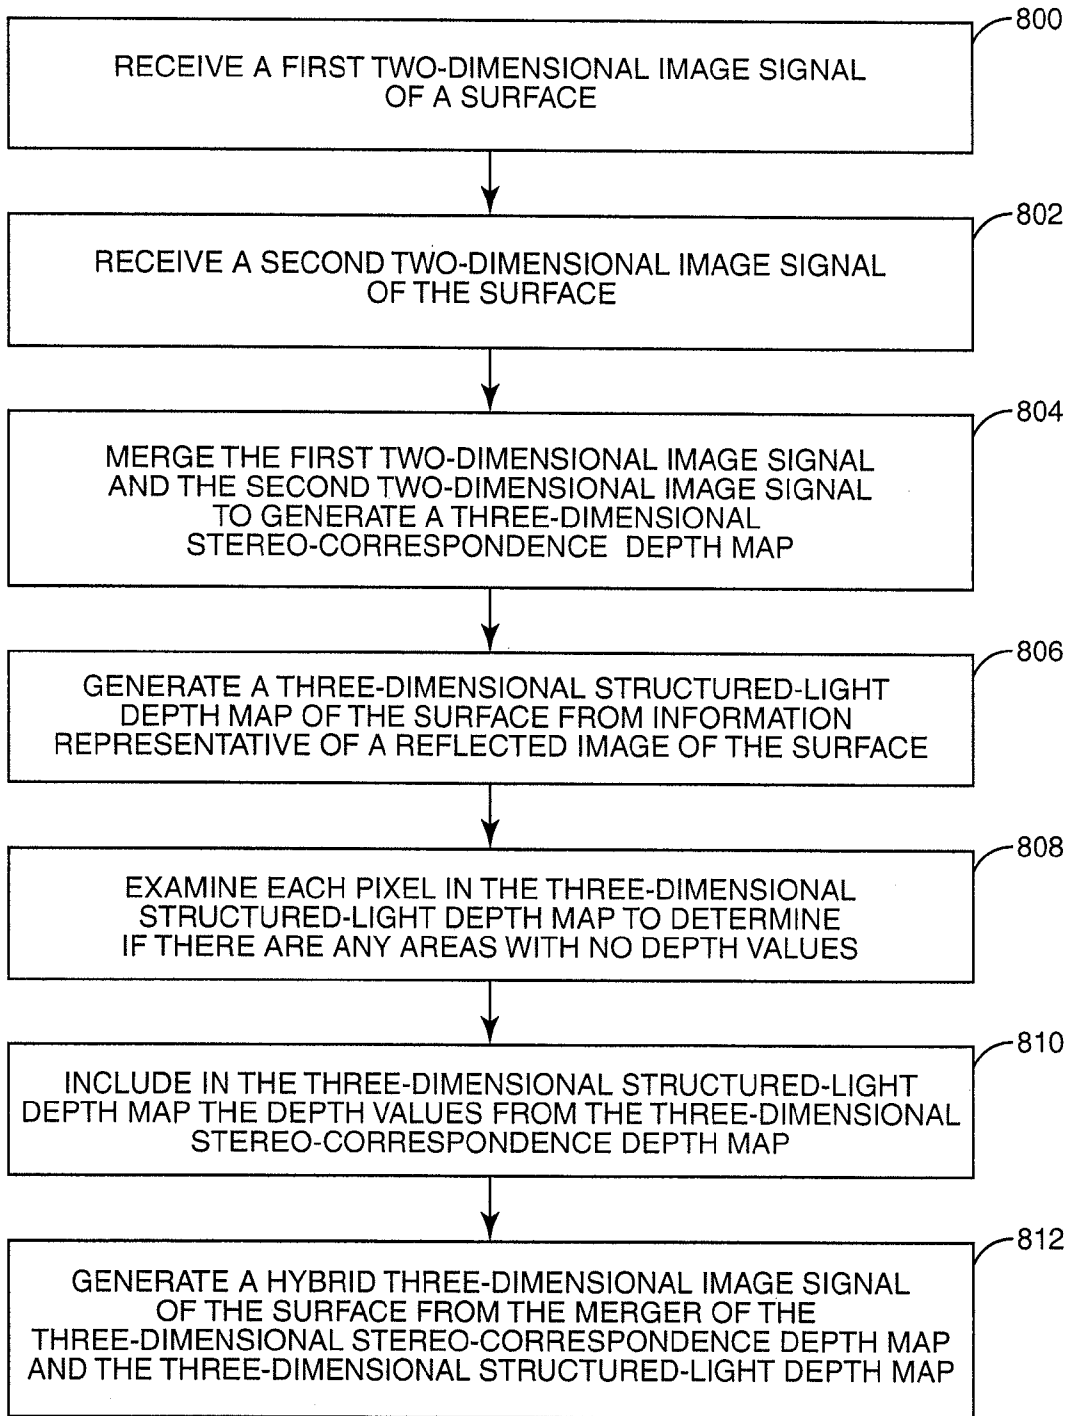 800
RECEIVE A FIRST TWO-DIMENSIONAL IMAGE SIGNAL
OF A SURFACE
802
RECEIVE A SECOND TWO-DIMENSIONAL IMAGE SIGNAL
OF THE SURFACE
804
MERGE THE FIRST TWO-DIMENSIONAL IMAGE SIGNAL
AND THE SECOND TWO-DIMENSIONAL IMAGE SIGNAL
TO GENERATE A THREE-DIMENSIONAL
STEREO-CORRESPONDENCE DEPTH MAP
806
GENERATE A THREE-DIMENSIONAL STRUCTURED-LIGHT
DEPTH MAP OF THE SURFACE FROM INFORMATION
REPRESENTATIVE OF A REFLECTED IMAGE OF THE SURFACE
808
EXAMINE EACH PIXEL IN THE THREE-DIMENSIONAL
STRUCTURED-LIGHT DEPTH MAP TO DETERMINE
IF THERE ARE ANY AREAS WITH NO DEPTH VALUES
810
INCLUDE IN THE THREE-DIMENSIONAL STRUCTURED-LIGHT
DEPTH MAP THE DEPTH VALUES FROM THE THREE-DIMENSIONAL
STEREO-CORRESPONDENCE DEPTH MAP
812
GENERATE A HYBRID THREE-DIMENSIONAL IMAGE SIGNAL
OF THE SURFACE FROM THE MERGER OF THE
THREE-DIMENSIONAL STEREO-CORRESPONDENCE DEPTH MAP
AND THE THREE-DIMENSIONAL STRUCTURED-LIGHT DEPTH MAP